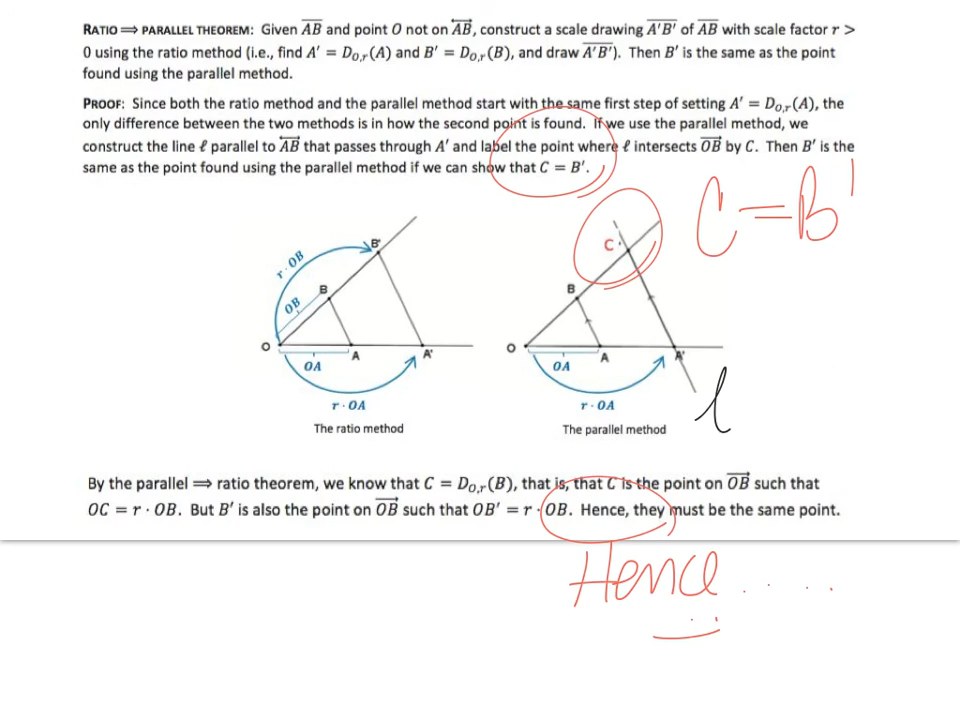 RATIO ⟹ PARALLEL THEOREM: Given A͞B͞ and point O not on A͡B͡, construct a scale drawing A͞'B͞' of A͞B͞ with scale factor r >
0 using the ratio method (i.e., find A′ = D_O,r(A) and B′ = D_O,r(B), and draw A͞'B͞'). Then B′ is the same as the point
found using the parallel method.
PROOF: Since both the ratio method and the parallel method start with the same first step of setting A′ = D_O,r(A), the
only difference between the two methods is in how the second point is found. If we use the parallel method, we
construct the line ℓ parallel to AB that passes through A′ and label the point where ℓ intersects OB by C. Then B′ is the
same as the point found using the parallel method if we can show that C = B′.
C = B'
r · OB
B'
OB
B
O
A
A'
OA
r · OA
The ratio method
C
B
O
A
A'
OA
r · OA
ℓ
The parallel method
By the parallel ⟹ ratio theorem, we know that C = D_O,r(B), that is, that C is the point on OB such that
OC = r · OB. But B′ is also the point on OB such that OB′ = r · OB. Hence, they must be the same point.
Hence .....